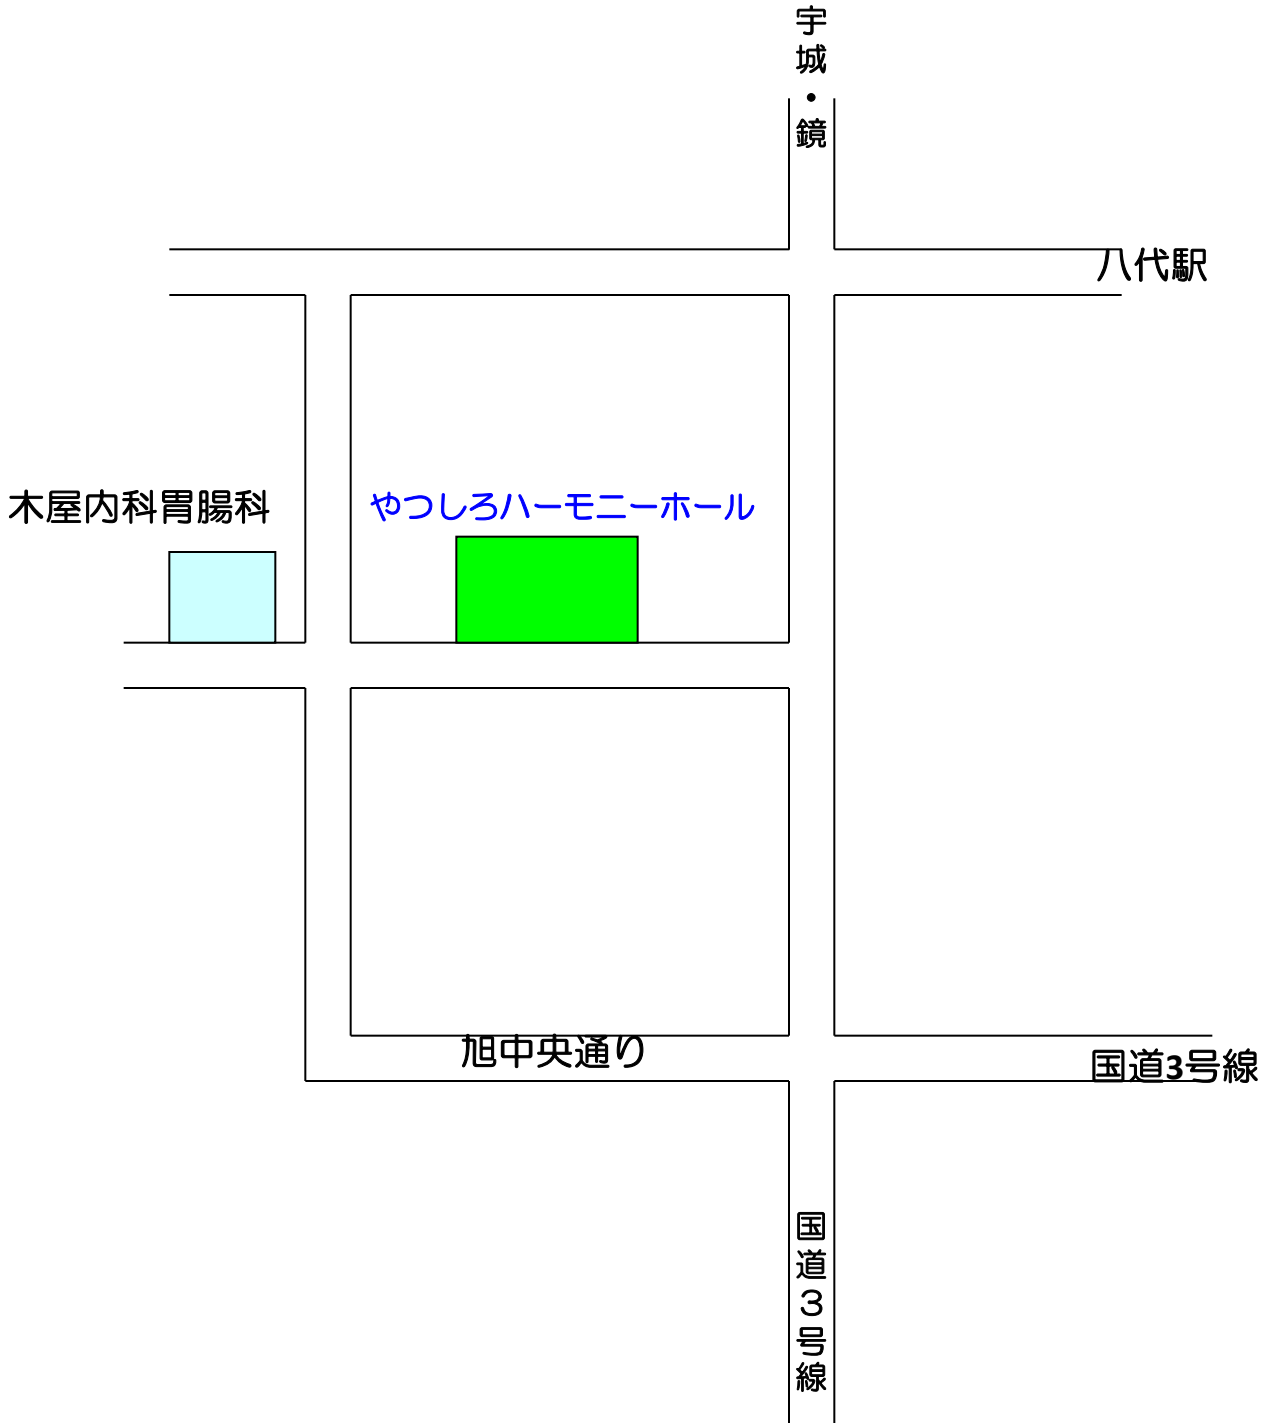 宇城・鏡
八代駅
木屋内科胃腸科
やつしろハーモニーホール
旭中央通り
国道3号線
国道３号線